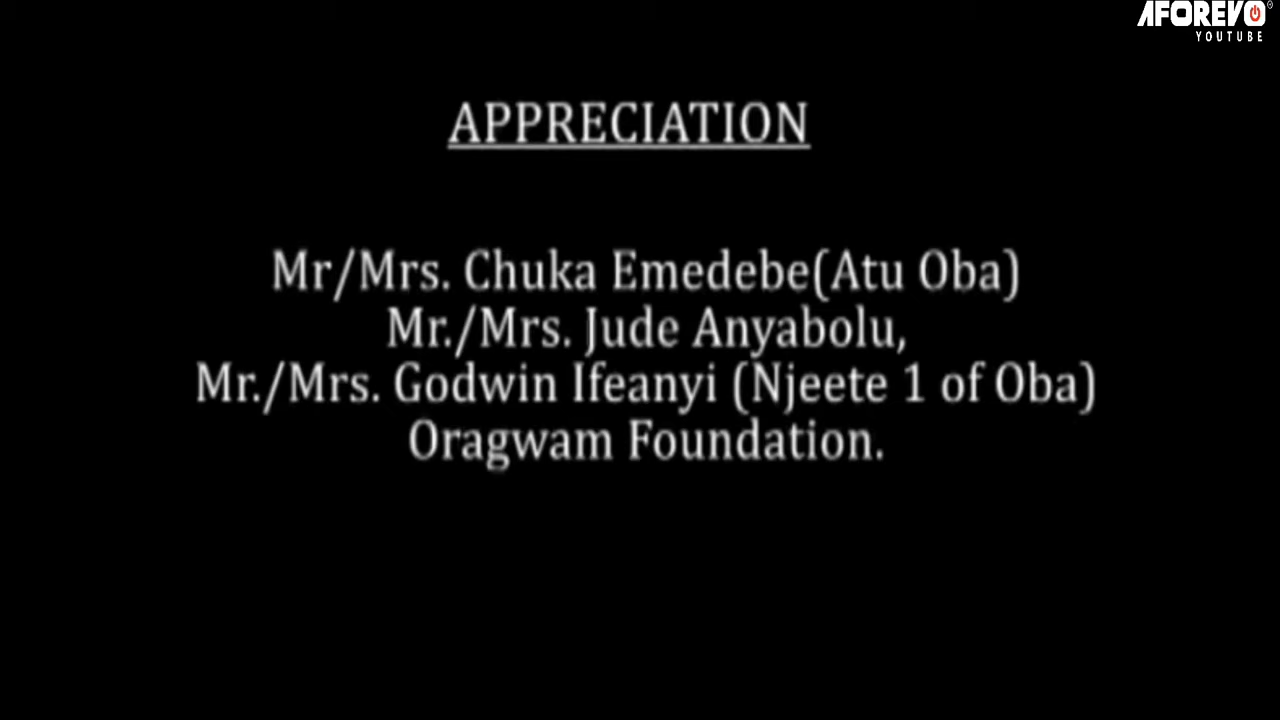 AFOREVO
YOUTUBE
APPRECIATION
Mr/Mrs. Chuka Emedebe(Atu Oba)
Mr./Mrs. Jude Anyabolu,
Mr./Mrs. Godwin Ifeanyi (Njeete 1 of Oba)
Oragwam Foundation.